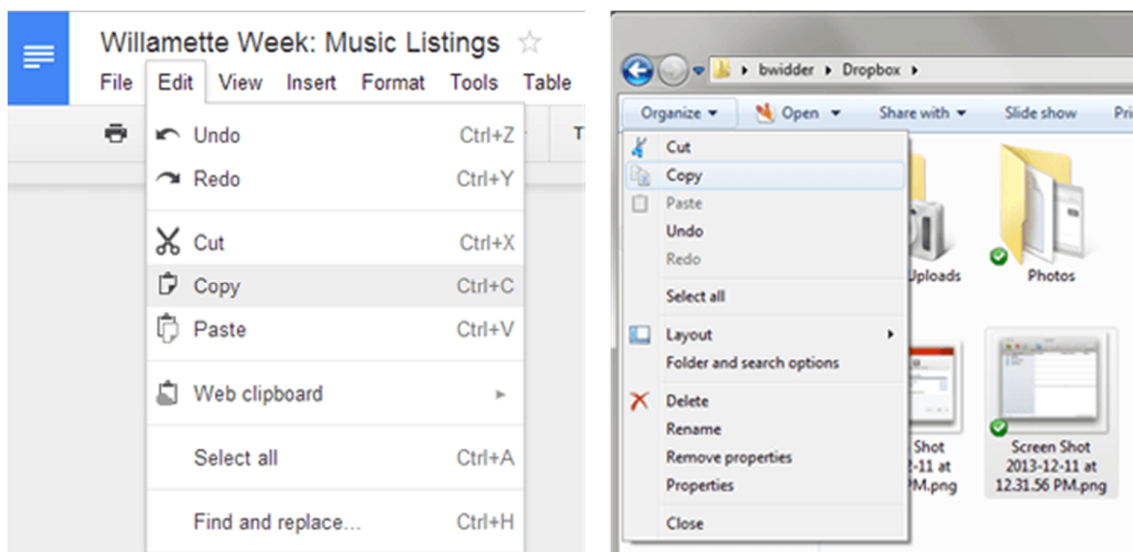 Willamette Week: Music Listings
File Edit View Insert Format Tools Table
Undo Ctrl+Z
Redo Ctrl+Y
Cut Ctrl+X
Copy Ctrl+C
Paste Ctrl+V
Web clipboard
Select all Ctrl+A
Find and replace... Ctrl+H
bwidder Dropbox
Organize Open Share with Slide show Pri
Cut
Copy
Paste
Undo
Redo
Select all
Layout
Folder and search options
Delete
Rename
Remove properties
Properties
Close
Uploads
Photos
Shot
-11 at
PM.png
Screen Shot
2013-12-11 at
12.31.56 PM.png